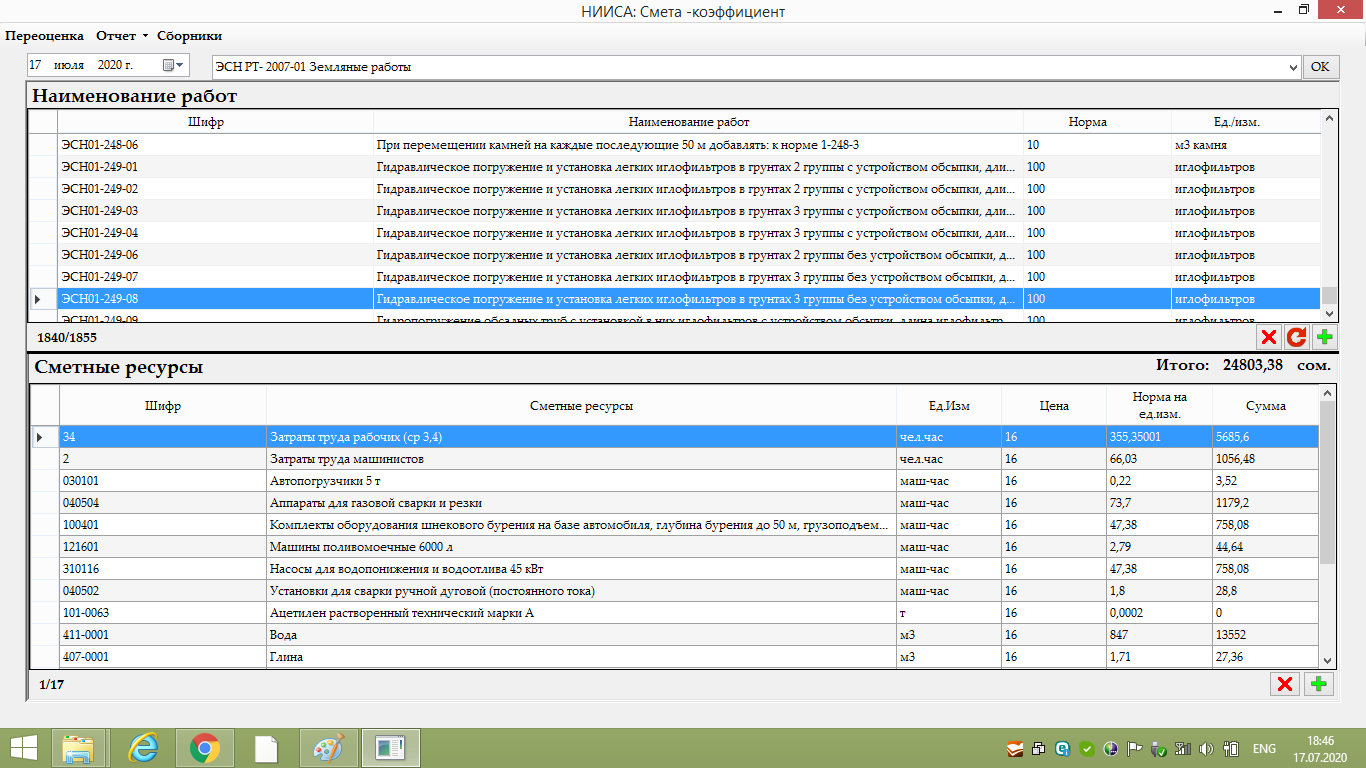 НИИСА: Смета -коэффициент
Переоценка Отчет Сборники
17 июля 2020 г. ЭСН РТ- 2007-01 Земляные работы OK
Наименование работ
Шифр Наименование работ Норма Ед./изм.
ЭСН01-248-06 При перемещении камней на каждые последующие 50 м добавлять: к норме 1-248-3 10 м3 камня
ЭСН01-249-01 Гидравлическое погружение и установка легких иглофильтров в грунтах 2 группы с устройством обсыпки, дли... 100 иглофильтров
ЭСН01-249-02 Гидравлическое погружение и установка легких иглофильтров в грунтах 2 группы с устройством обсыпки, дли... 100 иглофильтров
ЭСН01-249-03 Гидравлическое погружение и установка легких иглофильтров в грунтах 3 группы с устройством обсыпки, дли... 100 иглофильтров
ЭСН01-249-04 Гидравлическое погружение и установка легких иглофильтров в грунтах 3 группы с устройством обсыпки, дли... 100 иглофильтров
ЭСН01-249-06 Гидравлическое погружение и установка легких иглофильтров в грунтах 2 группы без устройством обсыпки, д... 100 иглофильтров
ЭСН01-249-07 Гидравлическое погружение и установка легких иглофильтров в грунтах 3 группы без устройством обсыпки, д... 100 иглофильтров
ЭСН01-249-08 Гидравлическое погружение и установка легких иглофильтров в грунтах 3 группы без устройством обсыпки, д... 100 иглофильтров
ЭСН01-249-09 Гидропогружение обсадных труб с установкой в них иглофильтров с устройством обсыпки, длина иглофильтр... 100 иглофильтров
1840/1855
Сметные ресурсы Итого: 24803,38 сом.
Шифр Сметные ресурсы Ед.Изм Цена Норма на ед.изм. Сумма
34 Затраты труда рабочих (ср 3,4) чел.час 16 355,35001 5685,6
2 Затраты труда машинистов чел.час 16 66,03 1056,48
030101 Автопогрузчики 5 т маш-час 16 0,22 3,52
040504 Аппараты для газовой сварки и резки маш-час 16 73,7 1179,2
100401 Комплекты оборудования шнекового бурения на базе автомобиля, глубина бурения до 50 м, грузоподъем... маш-час 16 47,38 758,08
121601 Машины поливомоечные 6000 л маш-час 16 2,79 44,64
310116 Насосы для водопонижения и водоотлива 45 кВт маш-час 16 47,38 758,08
040502 Установки для сварки ручной дуговой (постоянного тока) маш-час 16 1,8 28,8
101-0063 Ацетилен растворенный технический марки А т 16 0,0002 0
411-0001 Вода м3 16 847 13552
407-0001 Глина м3 16 1,71 27,36
1/17
ENG 18:46
17.07.2020